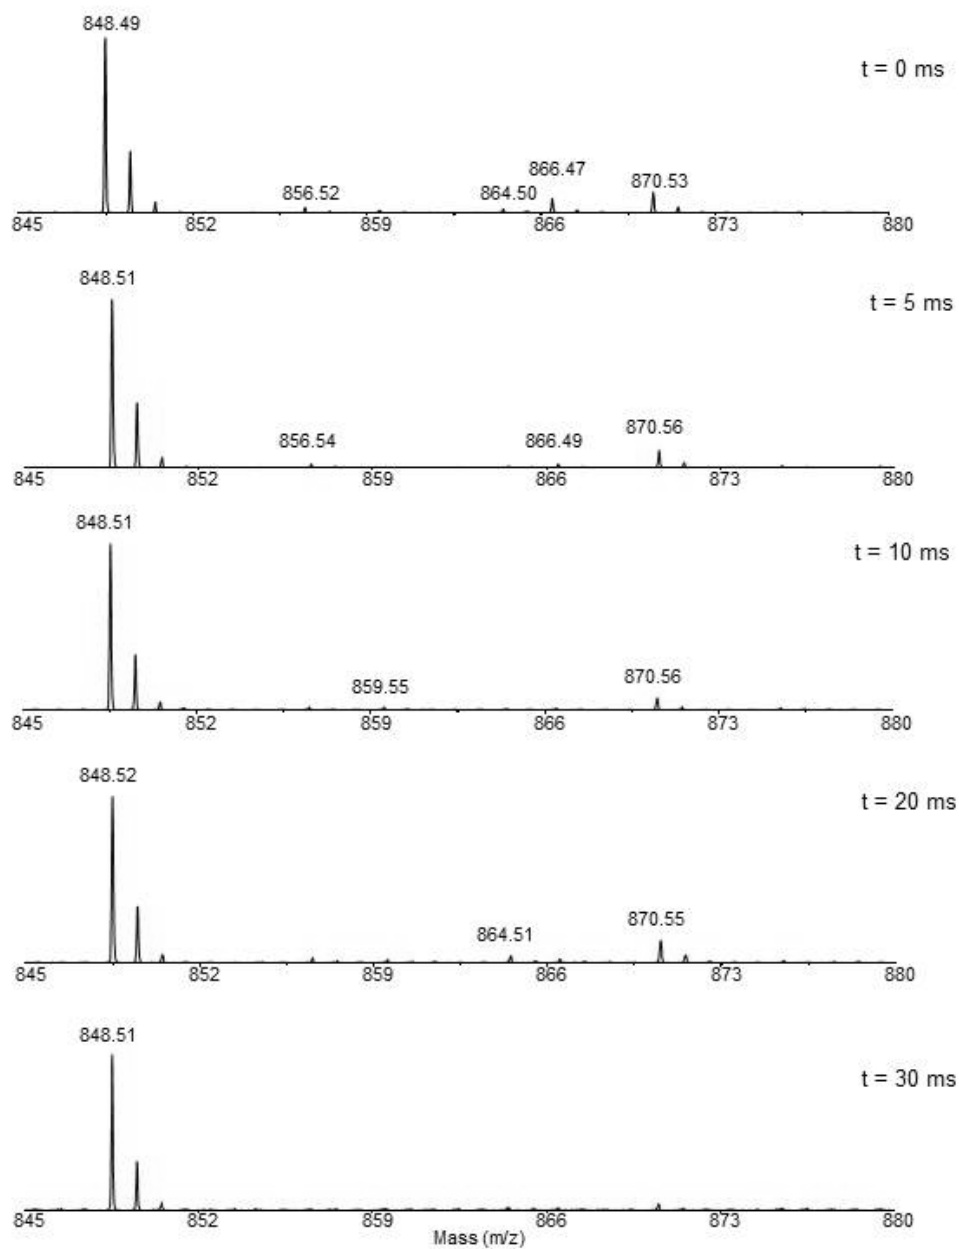 848.49
t = 0 ms
866.47
856.52 864.50 870.53
845 852 859 866 873 880
848.51
t = 5 ms
856.54 866.49 870.56
845 852 859 866 873 880
848.51
t = 10 ms
859.55 870.56
845 852 859 866 873 880
848.52
t = 20 ms
864.51 870.55
845 852 859 866 873 880
848.51
t = 30 ms
845 852 859 866 873 880
Mass (m/z)